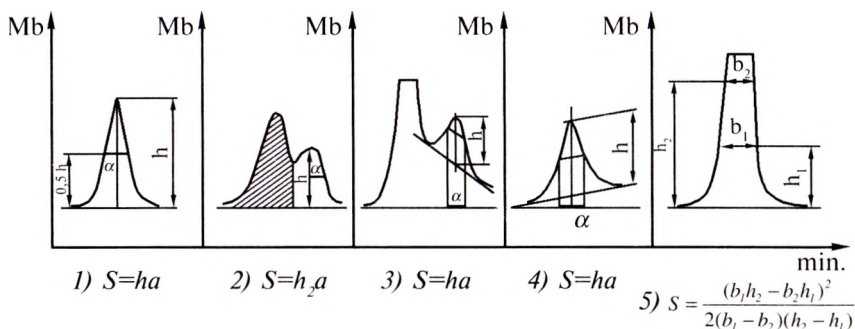 Mb Mb Mb Mb Mb
0,5 h α h
h α
h α
h α
b₂
h₂ b₁ h₁
min.
1) S=ha 2) S=h₂a 3) S=ha 4) S=ha
5) S = (b₁h₂ – b₂h₁)² / 2(b₁ – b₂)(h₂ – h₁)